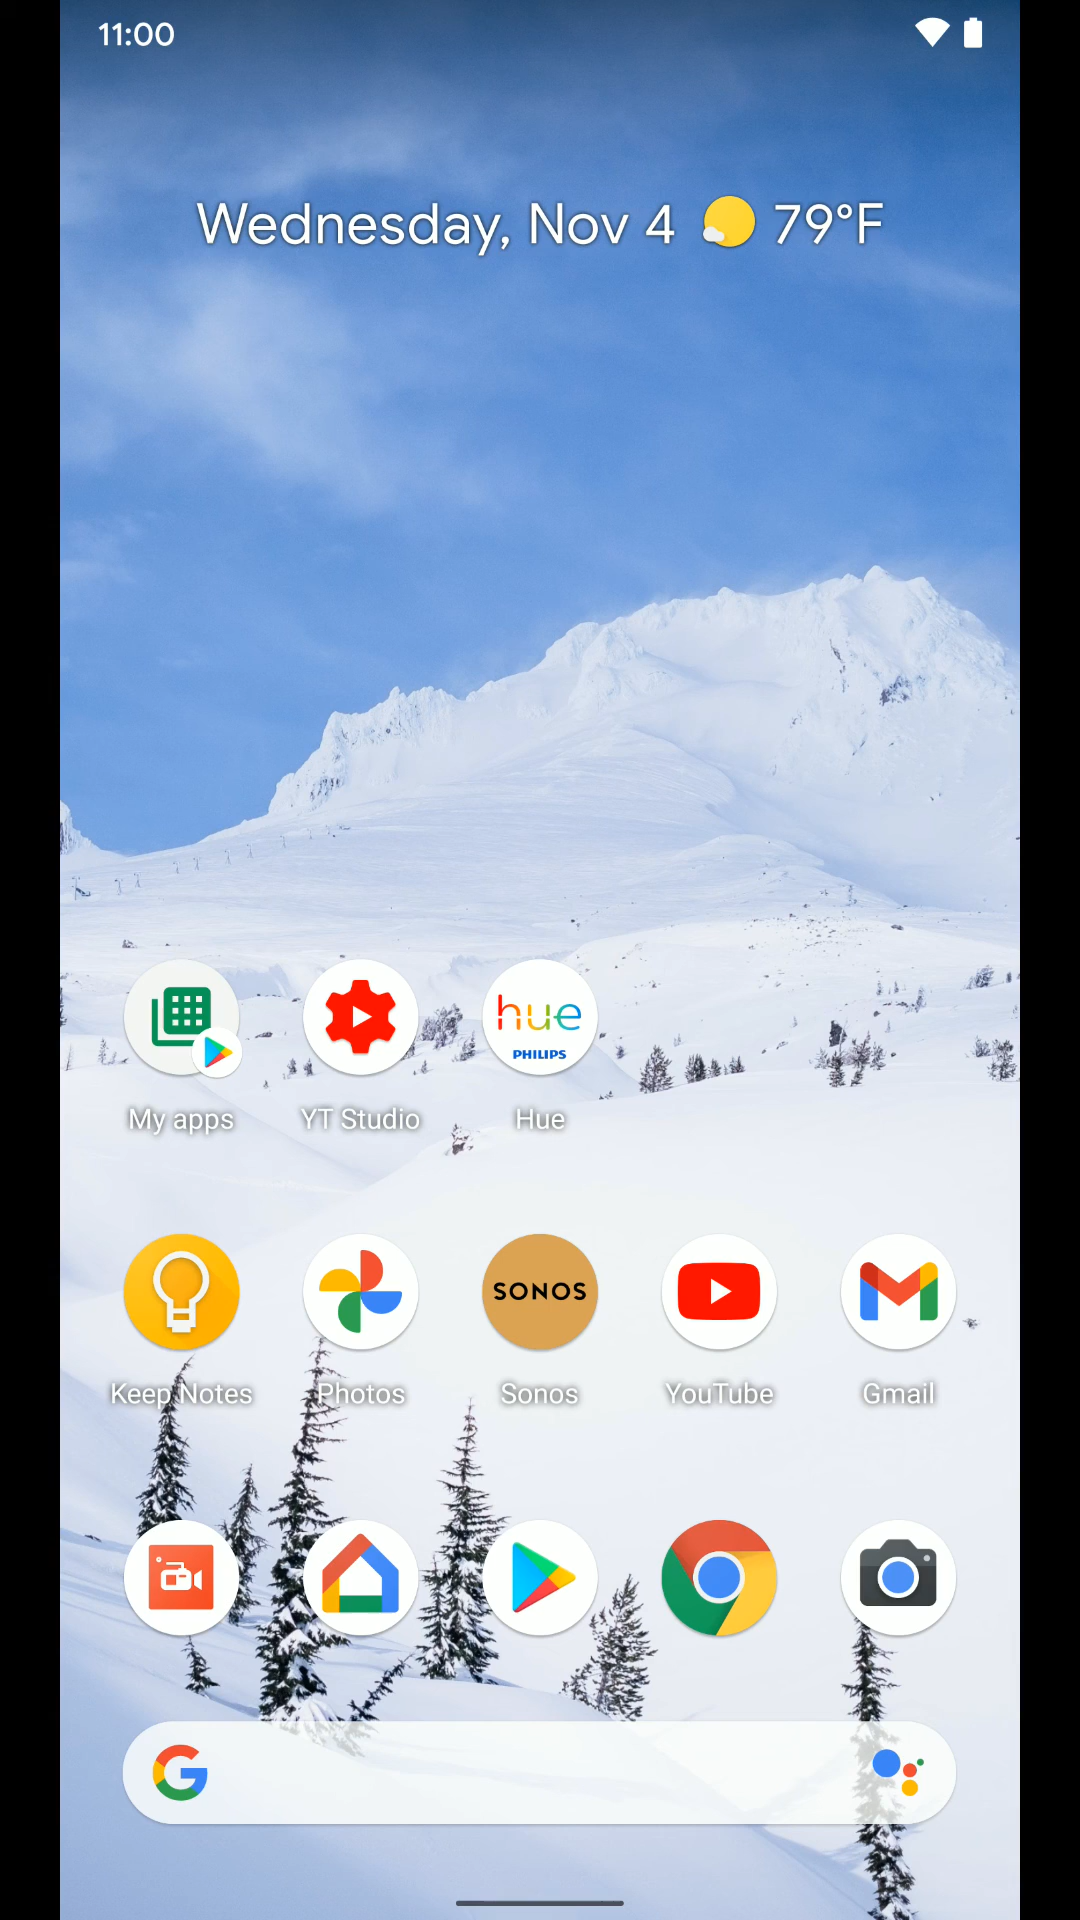 11:00
Wednesday, Nov 4 79°F
hue
PHILIPS
My apps YT Studio Hue
SONOS
Keep Notes Photos Sonos YouTube Gmail